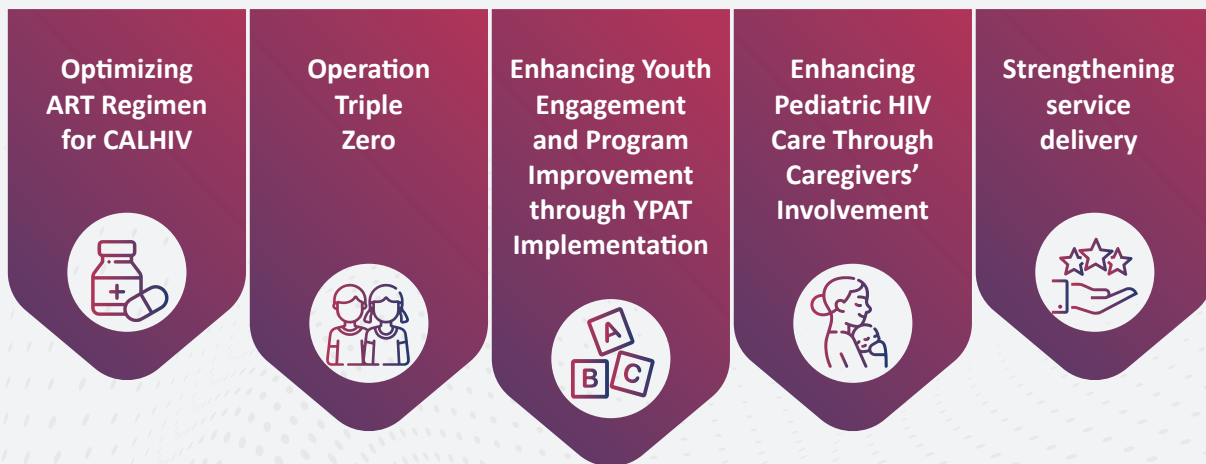 Optimizing
ART Regimen
for CALHIV
Operation
Triple
Zero
Enhancing Youth
Engagement
and Program
Improvement
through YPAT
Implementation
A
B
C
Enhancing
Pediatric HIV
Care Through
Caregivers’
Involvement
Strengthening
service
delivery